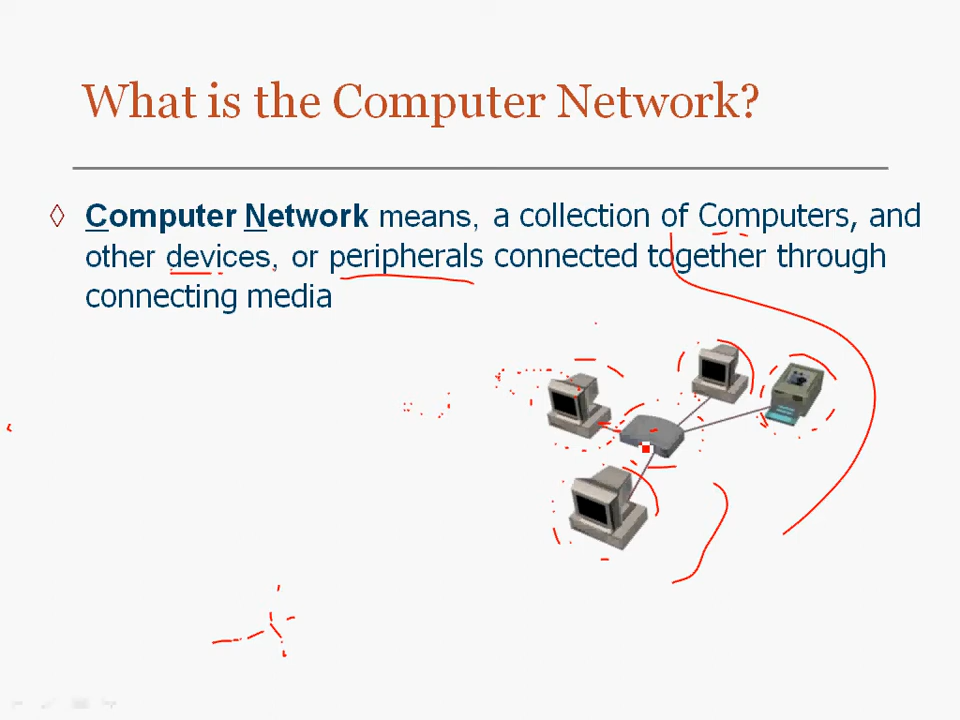 What is the Computer Network?
◊ Computer Network means, a collection of Computers, and
other devices, or peripherals connected together through
connecting media